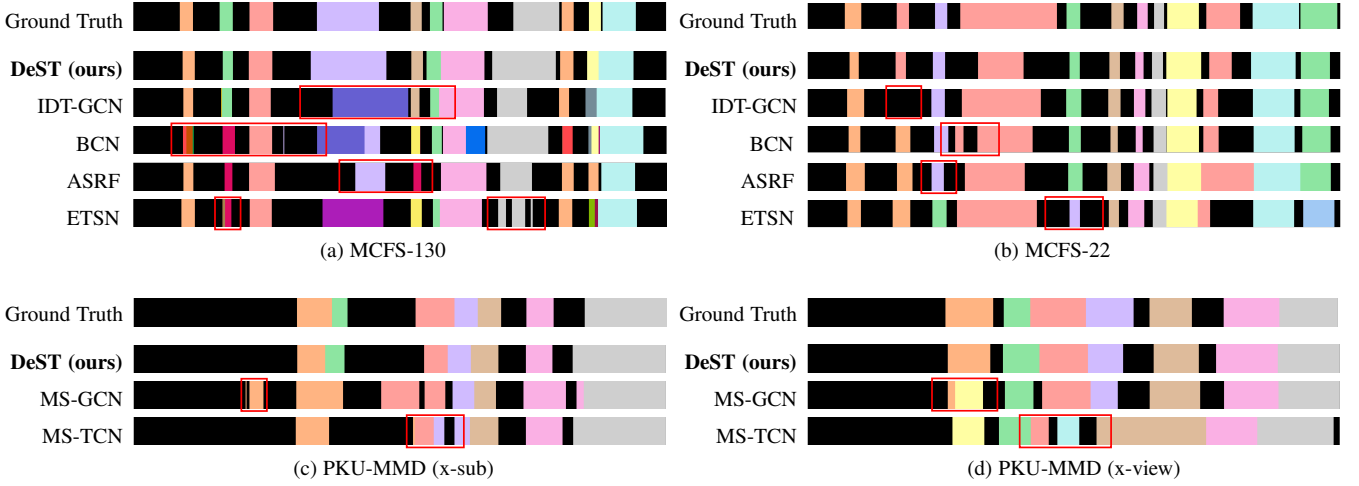 Ground Truth
DeST (ours)
IDT-GCN
BCN
ASRF
ETSN
(a) MCFS-130
Ground Truth
DeST (ours)
IDT-GCN
BCN
ASRF
ETSN
(b) MCFS-22
Ground Truth
DeST (ours)
MS-GCN
MS-TCN
(c) PKU-MMD (x-sub)
Ground Truth
DeST (ours)
MS-GCN
MS-TCN
(d) PKU-MMD (x-view)